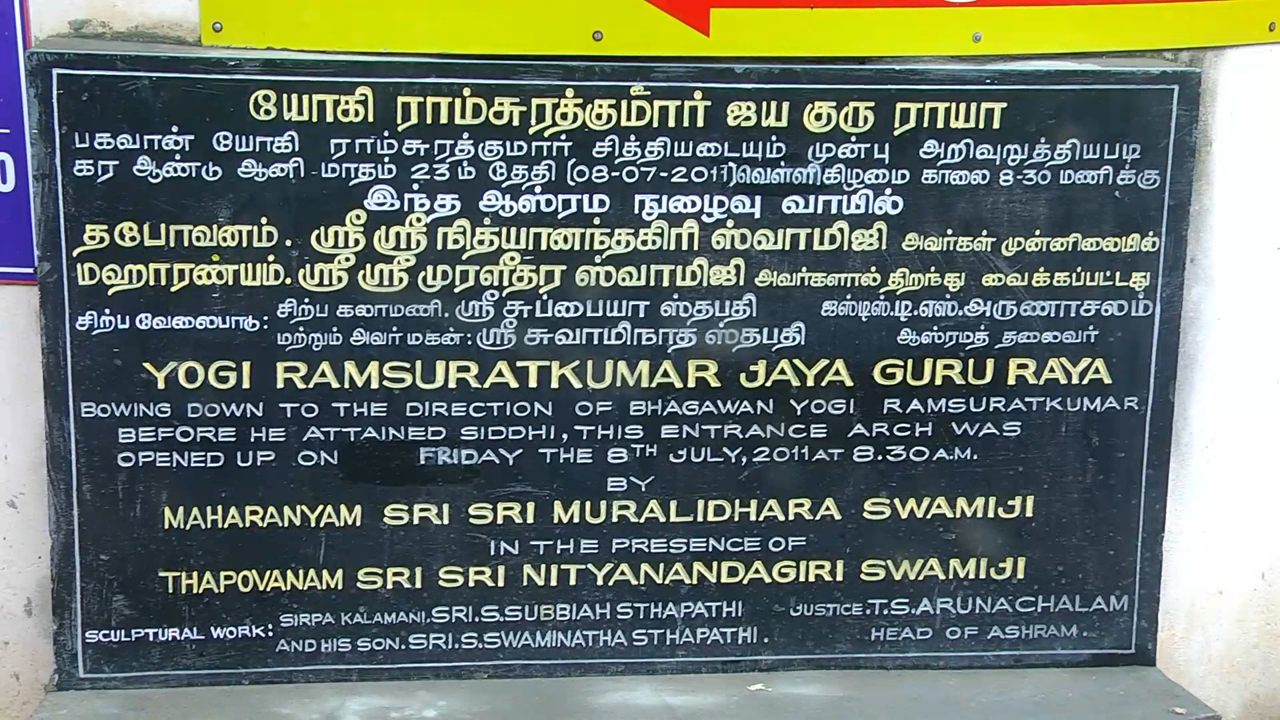 யோகி ராம்சுரத்குமார் ஜய குரு ராயா
பகவான் யோகி ராம்சுரத்குமார் சித்தியடையும் முன்பு அறிவுறுத்தியபடி
கர ஆண்டு ஆனி மாதம் 23ம் தேதி (08-07-2011)வெள்ளிகிழமை காலை 8-30 மணிக்கு
இந்த ஆஸ்ரம நுழைவு வாயில்
தபோவனம். ஸ்ரீ ஸ்ரீ நித்யானந்தகிரி ஸ்வாமிஜி அவர்கள் முன்னிலையில்
மஹாரண்யம். ஸ்ரீ ஸ்ரீ முரளீதர ஸ்வாமிஜி அவர்களால் திறந்து வைக்கப்பட்டது
சிற்ப வேலைபாடு: சிற்ப கலாமணி. ஸ்ரீ சுப்பையா ஸ்தபதி ஜஸ்டிஸ்.டி.எஸ்.அருணாசலம்
மற்றும் அவர் மகன்: ஸ்ரீ சுவாமிநாத ஸ்தபதி ஆஸ்ரமத் தலைவர்
YOGI RAMSURATKUMAR JAYA GURU RAYA
BOWING DOWN TO THE DIRECTION OF BHAGAWAN YOGI RAMSURATKUMAR
BEFORE HE ATTAINED SIDDHI, THIS ENTRANCE ARCH WAS
OPENED UP ON FRIDAY THE 8TH JULY, 2011 AT 8.30 A.M.
BY
MAHARANYAM SRI SRI MURALIDHARA SWAMIJI
IN THE PRESENCE OF
THAPOVANAM SRI SRI NITYANANDAGIRI SWAMIJI
SCULPTURAL WORK: SIRPA KALAMANI. SRI.S.SUBBIAH STHAPATHI JUSTICE.T.S.ARUNACHALAM
AND HIS SON. SRI.S.SWAMINATHA STHAPATHI. HEAD OF ASHRAM.